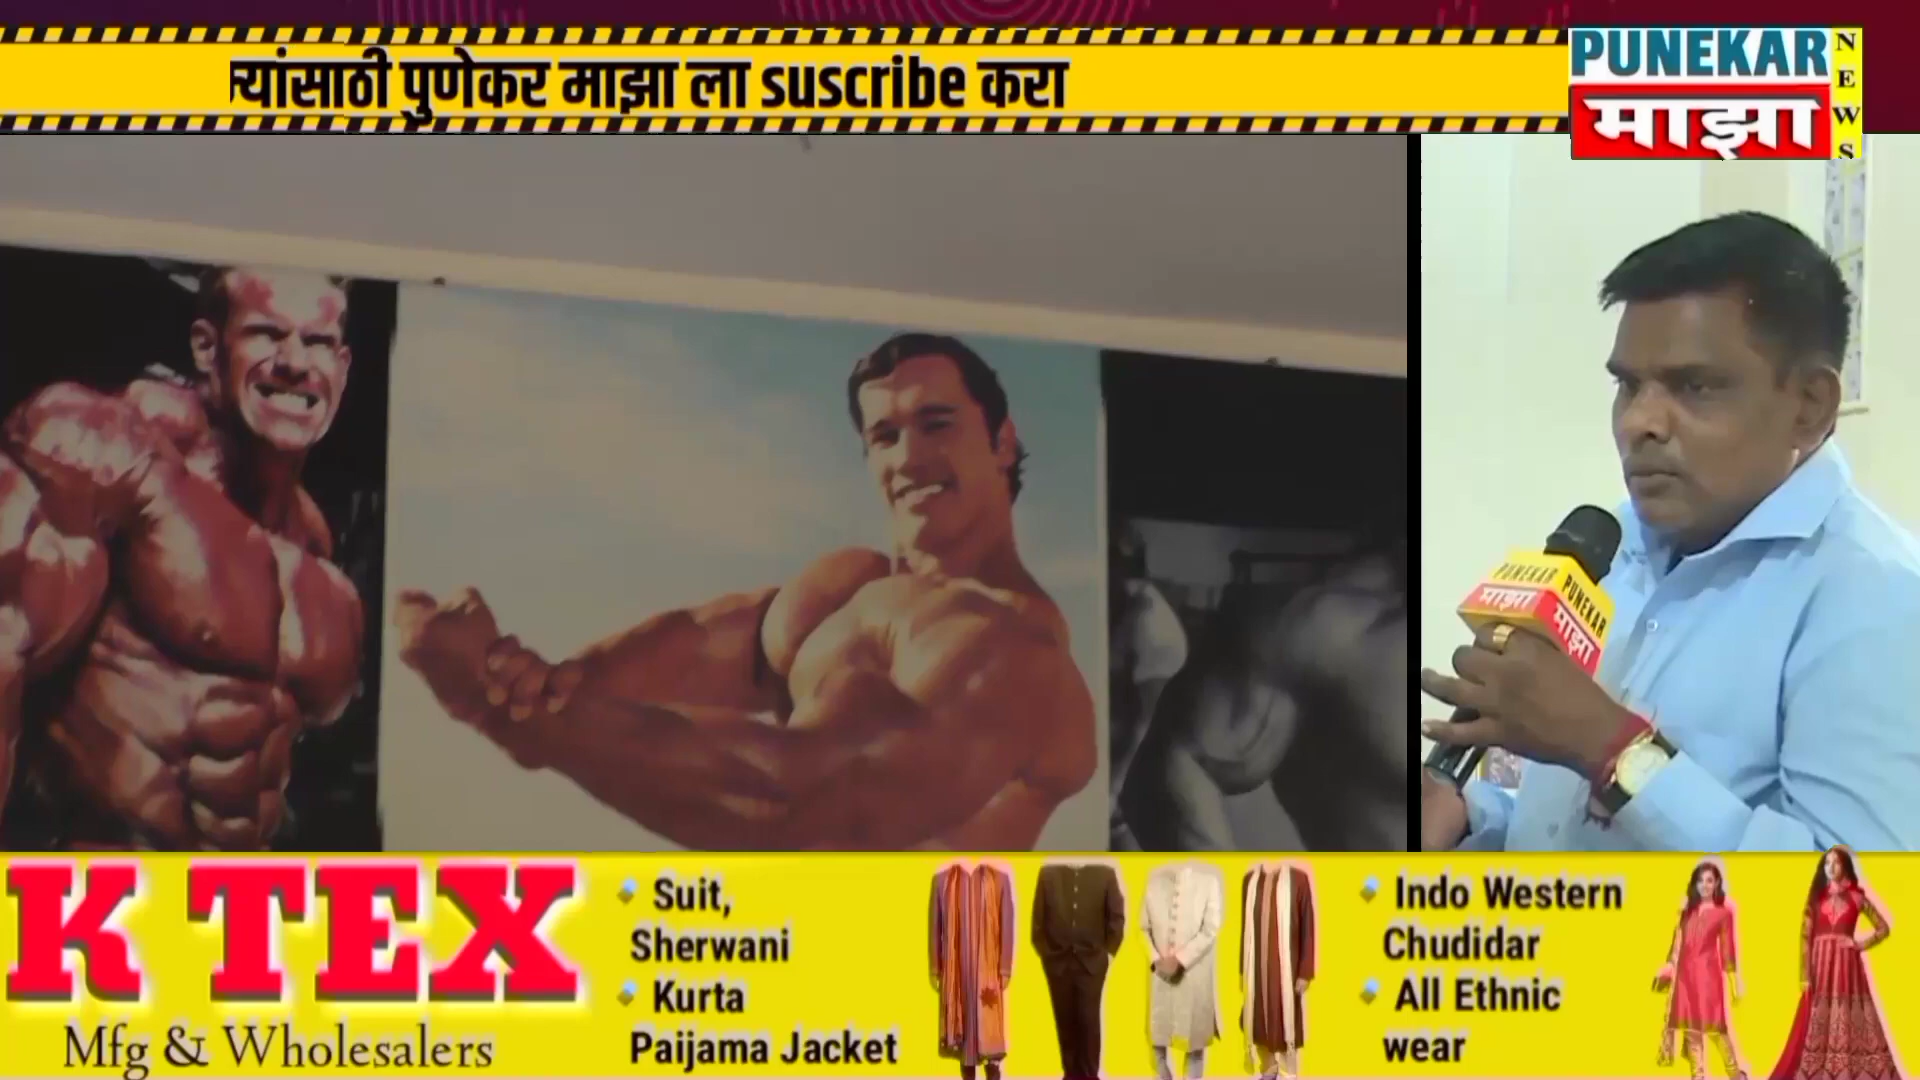 पुणेकर माझा ला suscribe करा
PUNEKAR
माझा
NEWS
PUNEKAR
माझा
PUNEKAR
माझा
K TEX
Mfg & Wholesalers
Suit,
Sherwani
Kurta
Paijama Jacket
Indo Western
Chudidar
All Ethnic
wear